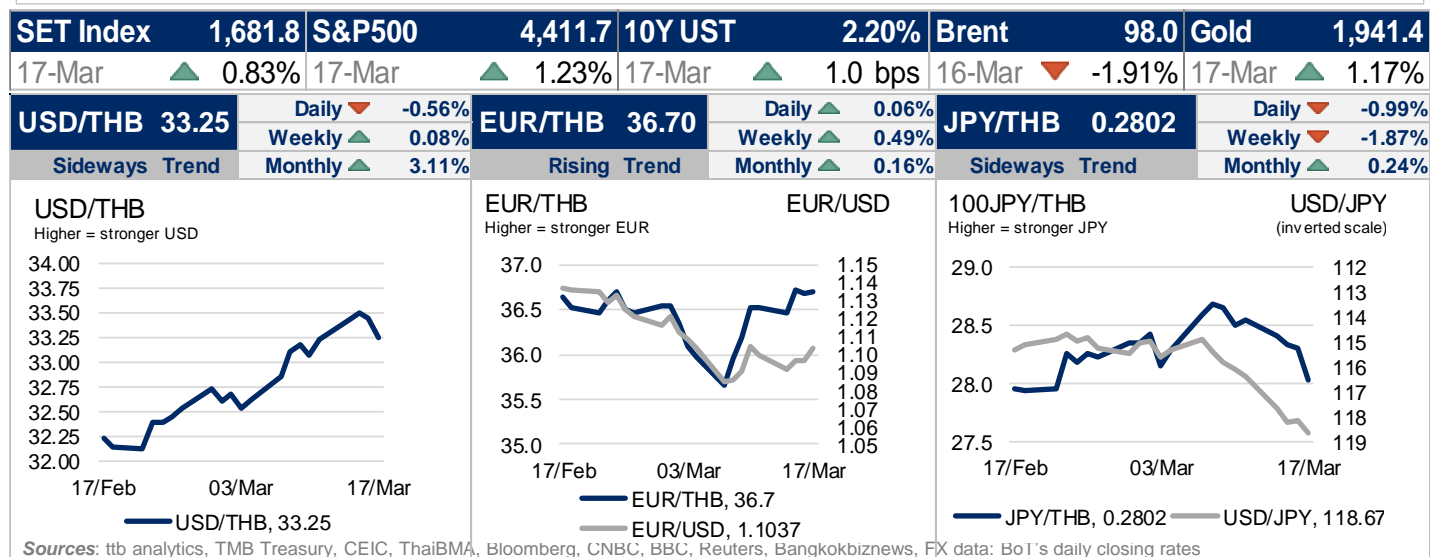 SET Index 1,681.8 S&P500 4,411.7 10Y UST 2.20% Brent 98.0 Gold 1,941.4
17-Mar 0.83% 17-Mar 1.23% 17-Mar 1.0 bps 16-Mar -1.91% 17-Mar 1.17%
USD/THB 33.25
Daily -0.56%
Weekly 0.08%
Sideways Trend Monthly 3.11%
EUR/THB 36.70
Daily 0.06%
Weekly 0.49%
Rising Trend Monthly 0.16%
JPY/THB 0.2802
Daily -0.99%
Weekly -1.87%
Sideways Trend Monthly 0.24%
USD/THB
Higher = stronger USD
34.00
33.75
33.50
33.25
33.00
32.75
32.50
32.25
32.00
17/Feb 03/Mar 17/Mar
USD/THB, 33.25
EUR/THB EUR/USD
Higher = stronger EUR
37.0
36.5
36.0
35.5
35.0
1.15
1.14
1.13
1.12
1.11
1.10
1.09
1.08
1.07
1.06
1.05
17/Feb 03/Mar 17/Mar
EUR/THB, 36.7
EUR/USD, 1.1037
100JPY/THB USD/JPY
Higher = stronger JPY (inverted scale)
29.0
28.5
28.0
27.5
112
113
114
115
116
117
118
119
17/Feb 03/Mar 17/Mar
JPY/THB, 0.2802 USD/JPY, 118.67
Sources: ttb analytics, TMB Treasury, CEIC, ThaiBMA, Bloomberg, CNBC, BBC, Reuters, Bangkokbiznews, FX data: BoT's daily closing rates